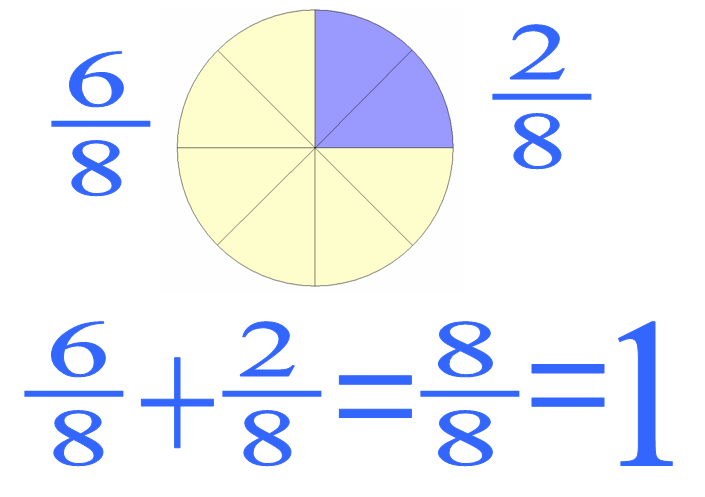 6/8 2/8
6/8 + 2/8 = 8/8 = 1